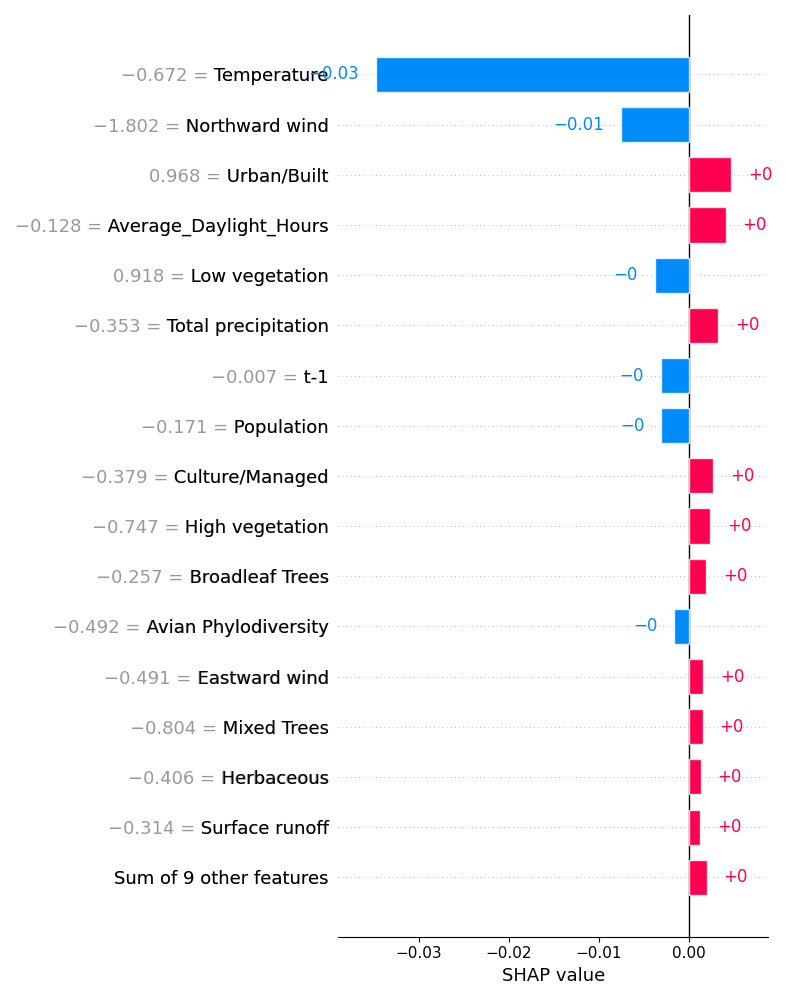 −0.672 = Temperature −0.03
−1.802 = Northward wind −0.01
0.968 = Urban/Built +0
−0.128 = Average_Daylight_Hours +0
0.918 = Low vegetation −0
−0.353 = Total precipitation +0
−0.007 = t-1 −0
−0.171 = Population −0
−0.379 = Culture/Managed +0
−0.747 = High vegetation +0
−0.257 = Broadleaf Trees +0
−0.492 = Avian Phylodiversity −0
−0.491 = Eastward wind +0
−0.804 = Mixed Trees +0
−0.406 = Herbaceous +0
−0.314 = Surface runoff +0
Sum of 9 other features +0
−0.03 −0.02 −0.01 0.00
SHAP value